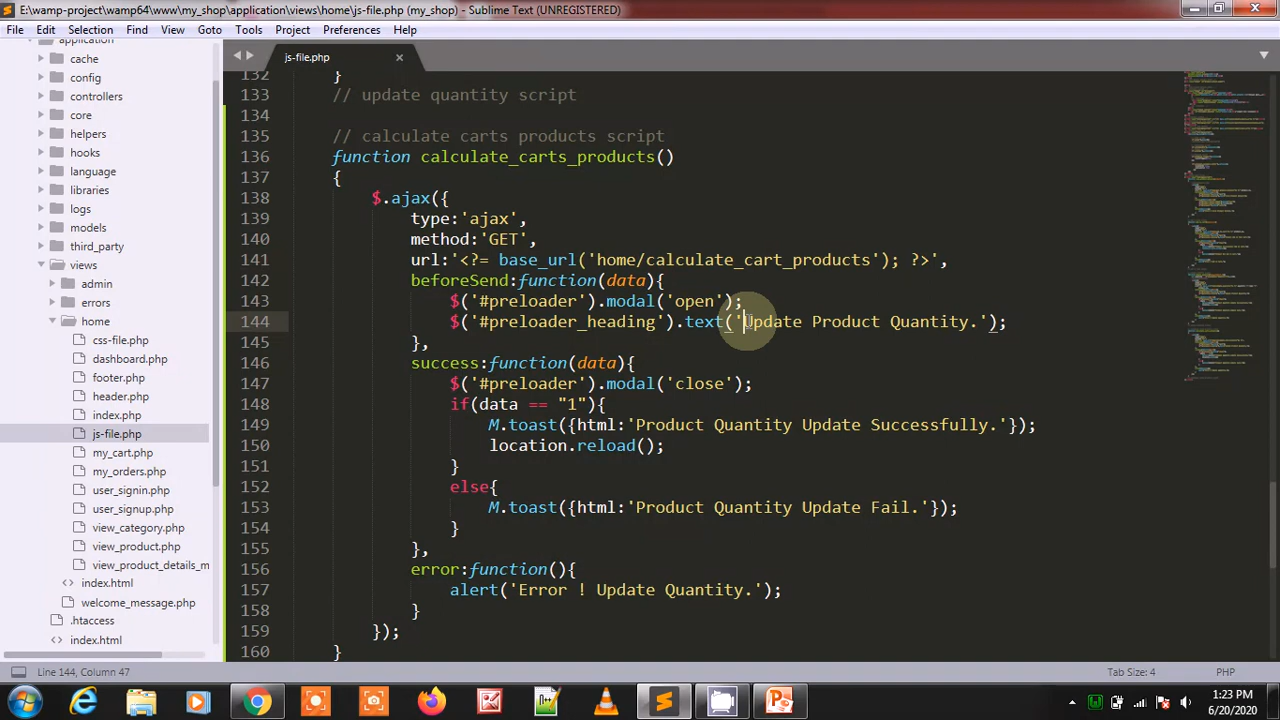 E:\wamp-project\wamp64\www\my_shop\application\views\home\js-file.php (my_shop) - Sublime Text (UNREGISTERED)
File Edit Selection Find View Goto Tools Project Preferences Help
js-file.php
application
cache
config
controllers
core
helpers
hooks
language
libraries
logs
models
third_party
views
admin
errors
home
css-file.php
dashboard.php
footer.php
header.php
index.php
js-file.php
my_cart.php
my_orders.php
user_signin.php
user_signup.php
view_category.php
view_product.php
view_product_details_m
index.html
welcome_message.php
.htaccess
index.html
132 }
133 // update quantity script
134
135 // calculate carts products script
136 function calculate_carts_products()
137 {
138 $.ajax({
139 type:'ajax',
140 method:'GET',
141 url:'<?= base_url('home/calculate_cart_products'); ?>',
142 beforeSend:function(data){
143 $('#preloader').modal('open');
144 $('#preloader_heading').text('Update Product Quantity.');
145 },
146 success:function(data){
147 $('#preloader').modal('close');
148 if(data == "1"){
149 M.toast({html:'Product Quantity Update Successfully.'});
150 location.reload();
151 }
152 else{
153 M.toast({html:'Product Quantity Update Fail.'});
154 }
155 },
156 error:function(){
157 alert('Error ! Update Quantity.');
158 }
159 });
160 }
Line 144, Column 47
Tab Size: 4
PHP
1:23 PM
6/20/2020